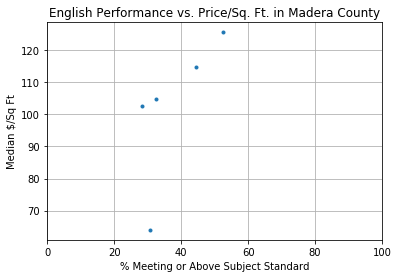 English Performance vs. Price/Sq. Ft. in Madera County
Median $/Sq Ft
120
110
100
90
80
70
0 20 40 60 80 100
% Meeting or Above Subject Standard